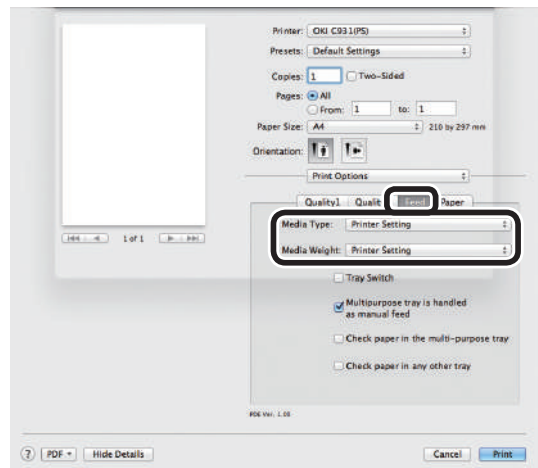 Printer: OKI C931(PS)
Presets: Default Settings
Copies: 1 Two-Sided
Pages: All
From: 1 to: 1
Paper Size: A4 210 by 297 mm
Orientation:
Print Options
Quality1 Qualit Feed Paper
Media Type: Printer Setting
Media Weight: Printer Setting
1 of 1
Tray Switch
Multipurpose tray is handled
as manual feed
Check paper in the multi-purpose tray
Check paper in any other tray
PDE Ver. 1.00
? PDF Hide Details Cancel Print